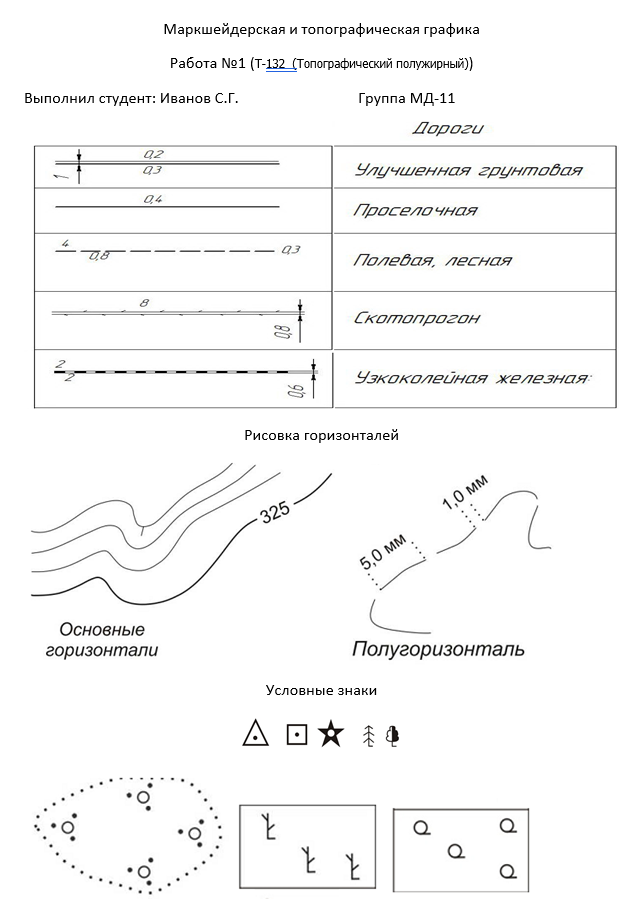 Маркшейдерская и топографическая графика
Работа №1 (Т-132 (Топографический полужирный))
Выполнил студент: Иванов С.Г. Группа МД-11
Дороги
0,2
1 0,3 Улучшенная грунтовая
0,4 Проселочная
4 0,8 0,3 Полевая, лесная
8 0,8 Скотопрогон
2 2 0,6 Узкоколейная железная:
Рисовка горизонталей
325
1,0 мм
5,0 мм
Основные
горизонтали
Полугоризонталь
Условные знаки